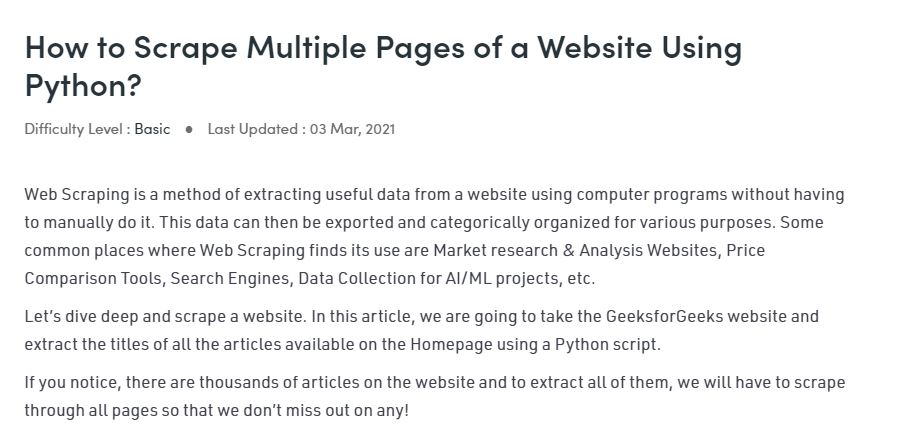 How to Scrape Multiple Pages of a Website Using
Python?
Difficulty Level : Basic ● Last Updated : 03 Mar, 2021
Web Scraping is a method of extracting useful data from a website using computer programs without having
to manually do it. This data can then be exported and categorically organized for various purposes. Some
common places where Web Scraping finds its use are Market research & Analysis Websites, Price
Comparison Tools, Search Engines, Data Collection for AI/ML projects, etc.
Let’s dive deep and scrape a website. In this article, we are going to take the GeeksforGeeks website and
extract the titles of all the articles available on the Homepage using a Python script.
If you notice, there are thousands of articles on the website and to extract all of them, we will have to scrape
through all pages so that we don’t miss out on any!